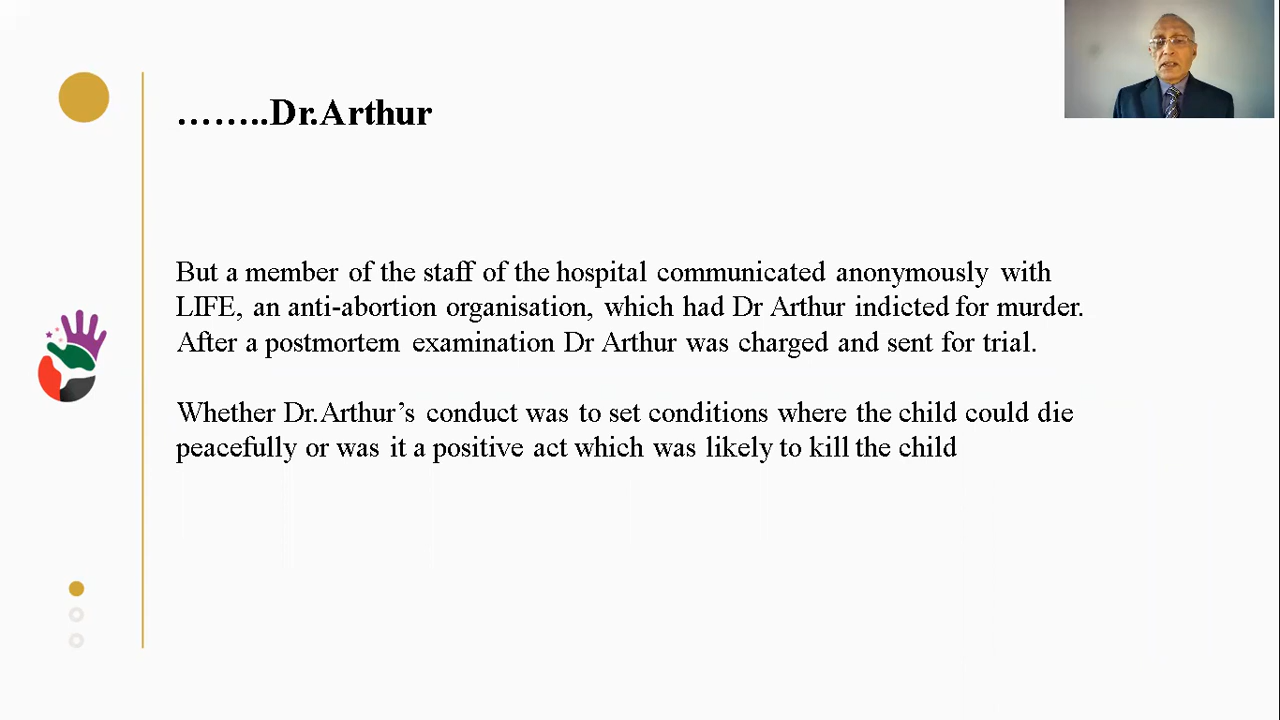 ……..Dr.Arthur
But a member of the staff of the hospital communicated anonymously with
LIFE, an anti-abortion organisation, which had Dr Arthur indicted for murder.
After a postmortem examination Dr Arthur was charged and sent for trial.
Whether Dr.Arthur’s conduct was to set conditions where the child could die
peacefully or was it a positive act which was likely to kill the child